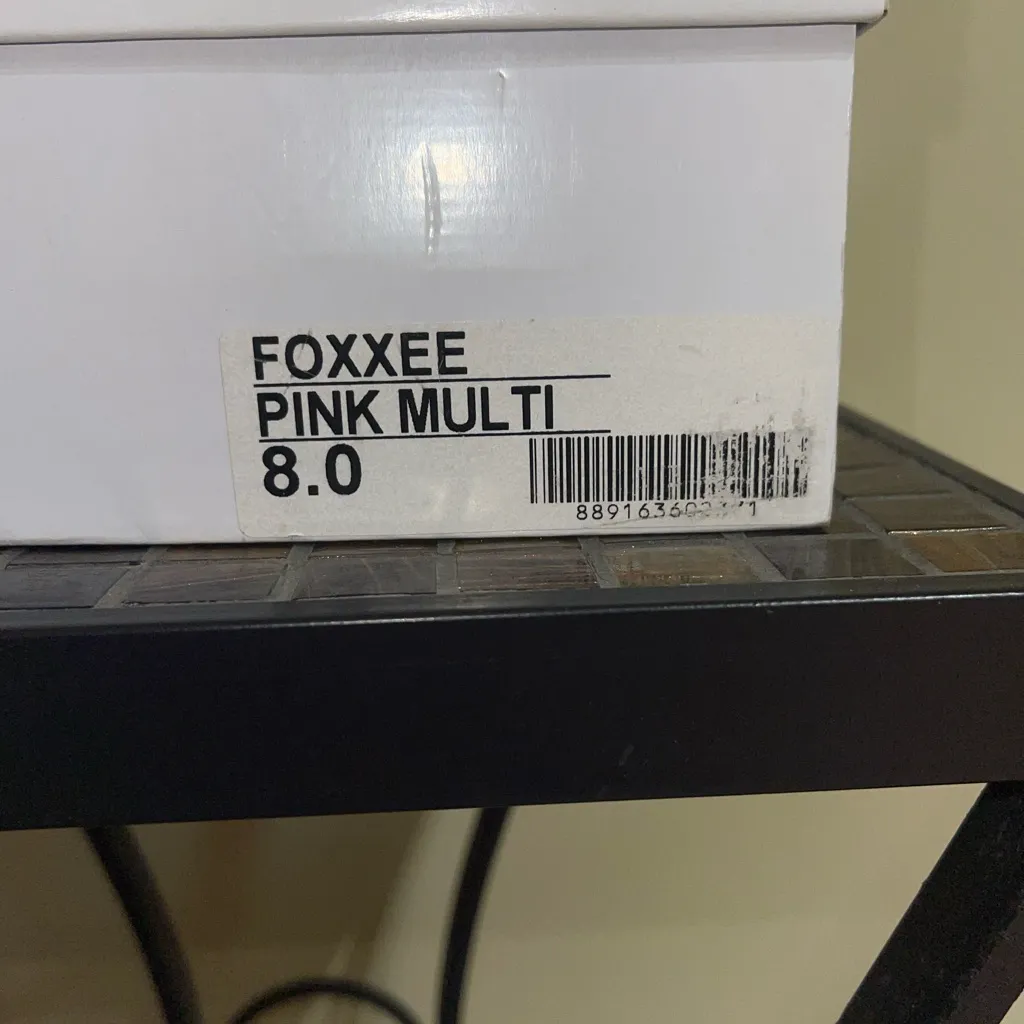 FOXXEE
PINK MULTI
8.0